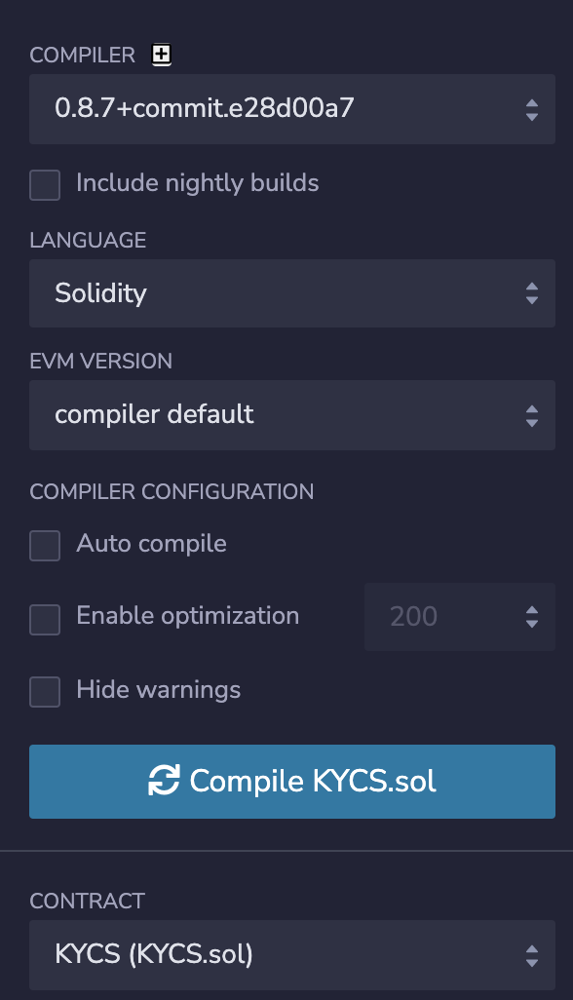 COMPILER
0.8.7+commit.e28d00a7
Include nightly builds
LANGUAGE
Solidity
EVM VERSION
compiler default
COMPILER CONFIGURATION
Auto compile
Enable optimization 200
Hide warnings
Compile KYCS.sol
CONTRACT
KYCS (KYCS.sol)